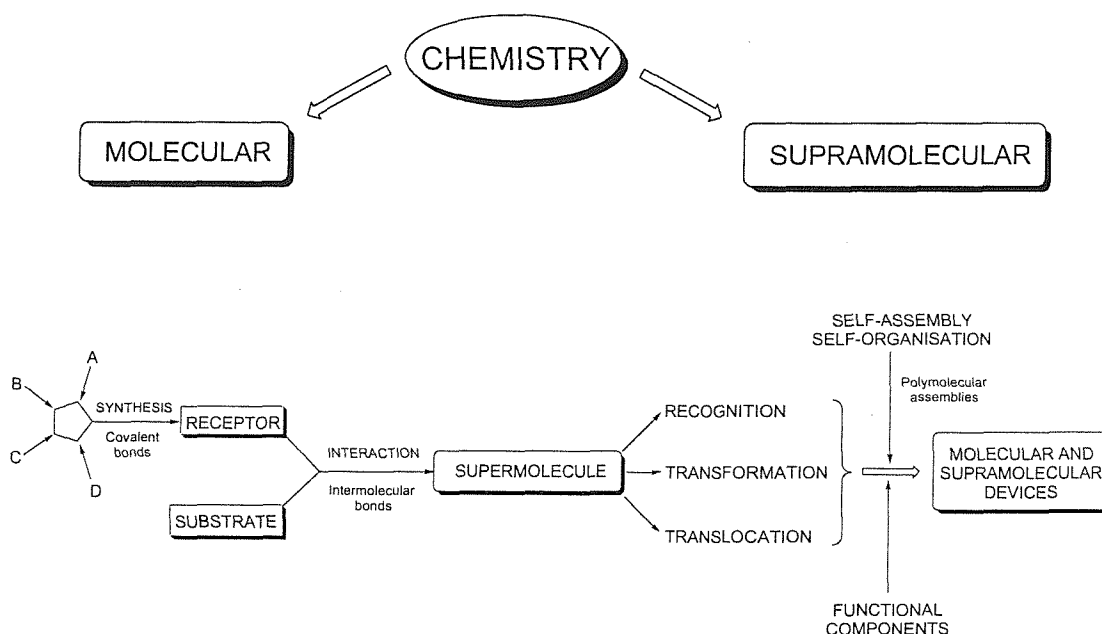 CHEMISTRY
MOLECULAR
SUPRAMOLECULAR
SELF-ASSEMBLY
SELF-ORGANISATION
A
B
C
D
SYNTHESIS
Covalent
bonds
RECEPTOR
SUBSTRATE
INTERACTION
Intermolecular
bonds
SUPERMOLECULE
RECOGNITION
TRANSFORMATION
TRANSLOCATION
Polymolecular
assemblies
MOLECULAR AND
SUPRAMOLECULAR
DEVICES
FUNCTIONAL
COMPONENTS